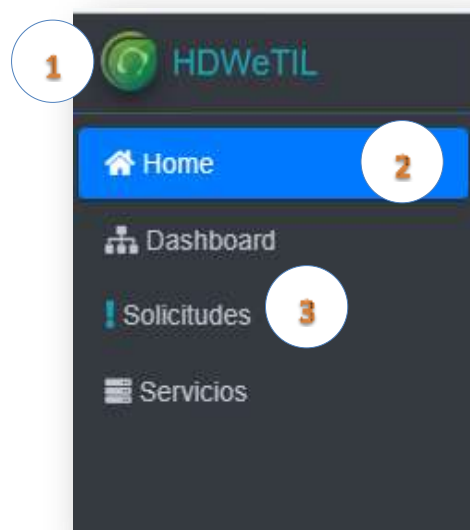 1 HDWeTIL
Home 2
Dashboard
Solicitudes 3
Servicios